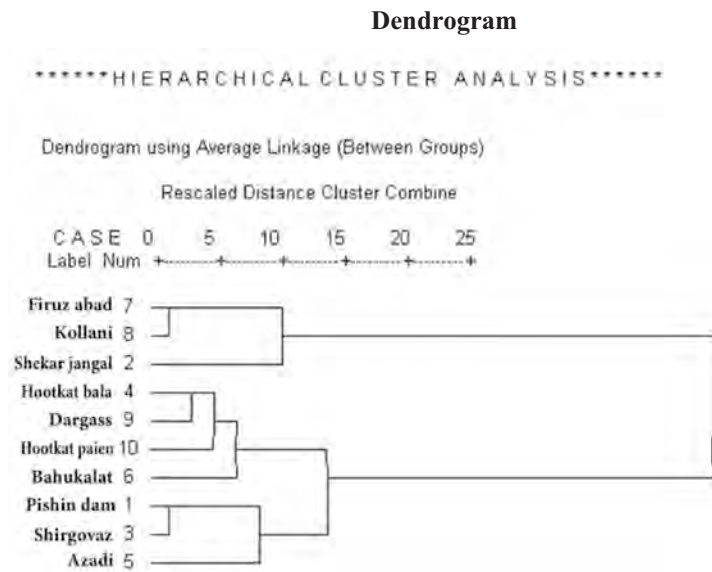 Dendrogram
******HIERARCHICAL CLUSTER ANALYSIS******
Dendrogram using Average Linkage (Between Groups)
Rescaled Distance Cluster Combine
CASE 0 5 10 15 20 25
Label Num +---------+---------+---------+---------+---------+
Firuz abad 7
Kollani 8
Shekar jangal 2
Hootkat bala 4
Dargass 9
Hootkat paien 10
Bahukalat 6
Pishin dam 1
Shirgovaz 3
Azadi 5